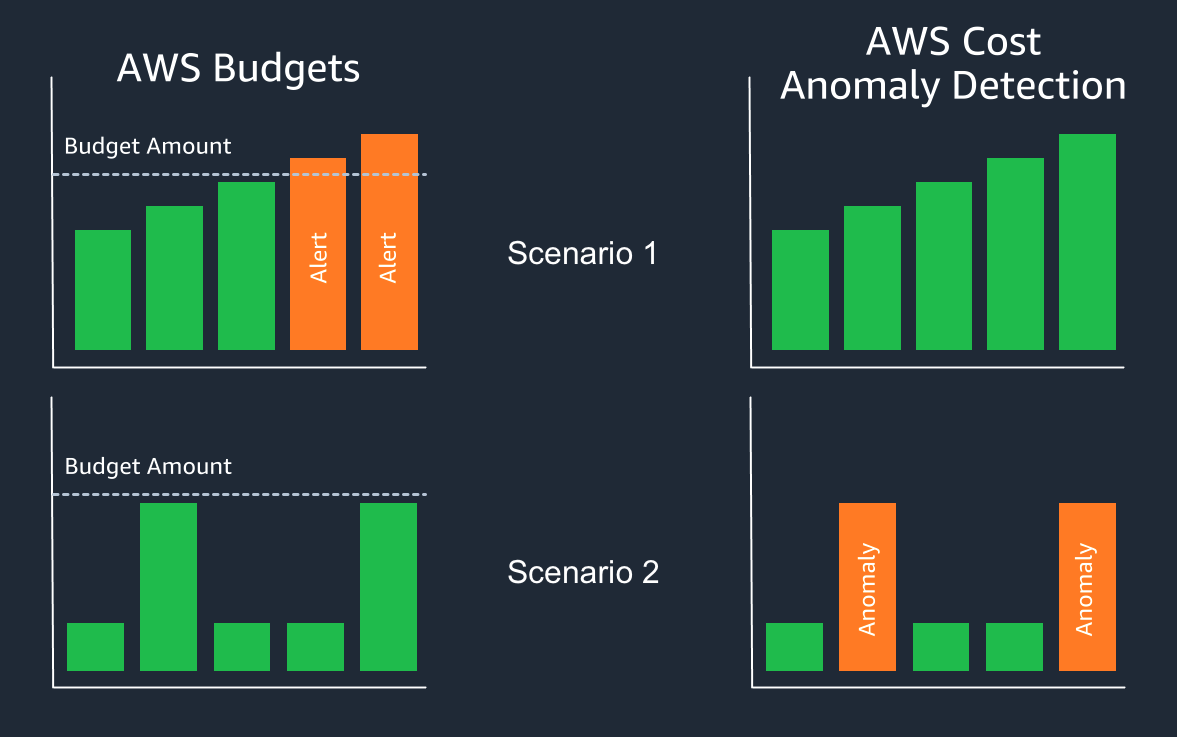 AWS Budgets
AWS Cost
Anomaly Detection
Budget Amount
Alert
Alert
Scenario 1
Budget Amount
Scenario 2
Anomaly
Anomaly